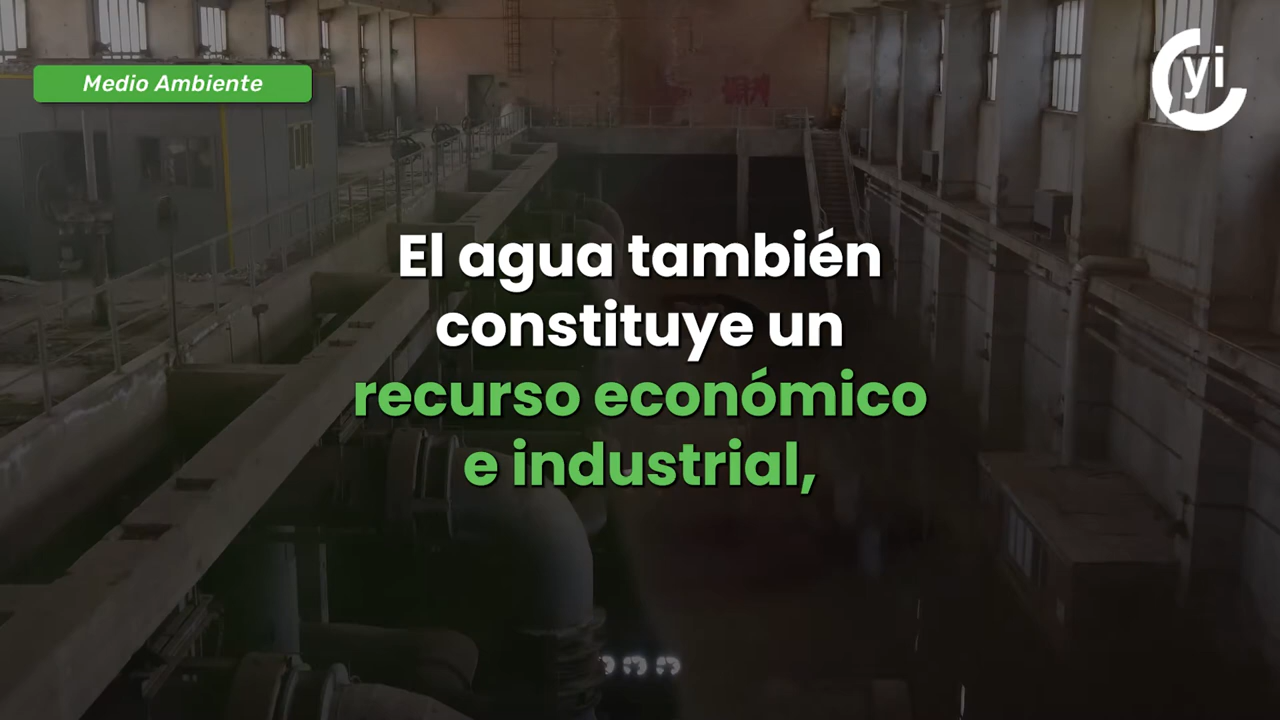 Medio Ambiente
yi
El agua también
constituye un
recurso económico
e industrial,